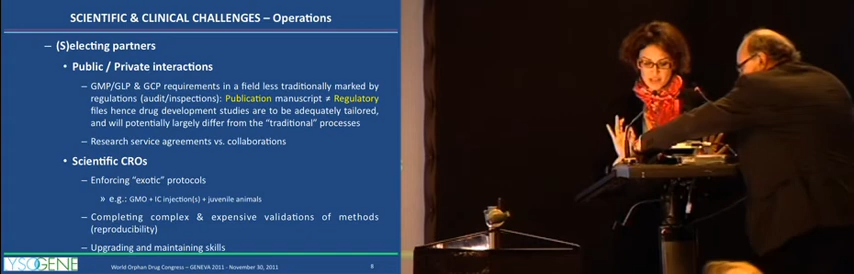 SCIENTIFIC & CLINICAL CHALLENGES – Operations
– (S)electing partners
• Public / Private interactions
– GMP/GLP & GCP requirements in a field less traditionally marked by
regulations (audit/inspections): Publication manuscript ≠ Regulatory
files hence drug development studies are to be adequately tailored,
and will potentially largely differ from the “traditional” processes
– Research service agreements vs. collaborations
• Scientific CROs
– Enforcing “exotic” protocols
» e.g.: GMO + IC injection(s) + juvenile animals
– Completing complex & expensive validations of methods
(reproducibility)
– Upgrading and maintaining skills
LYSOGENE
World Orphan Drug Congress – GENEVA 2011 - November 30, 2011
8